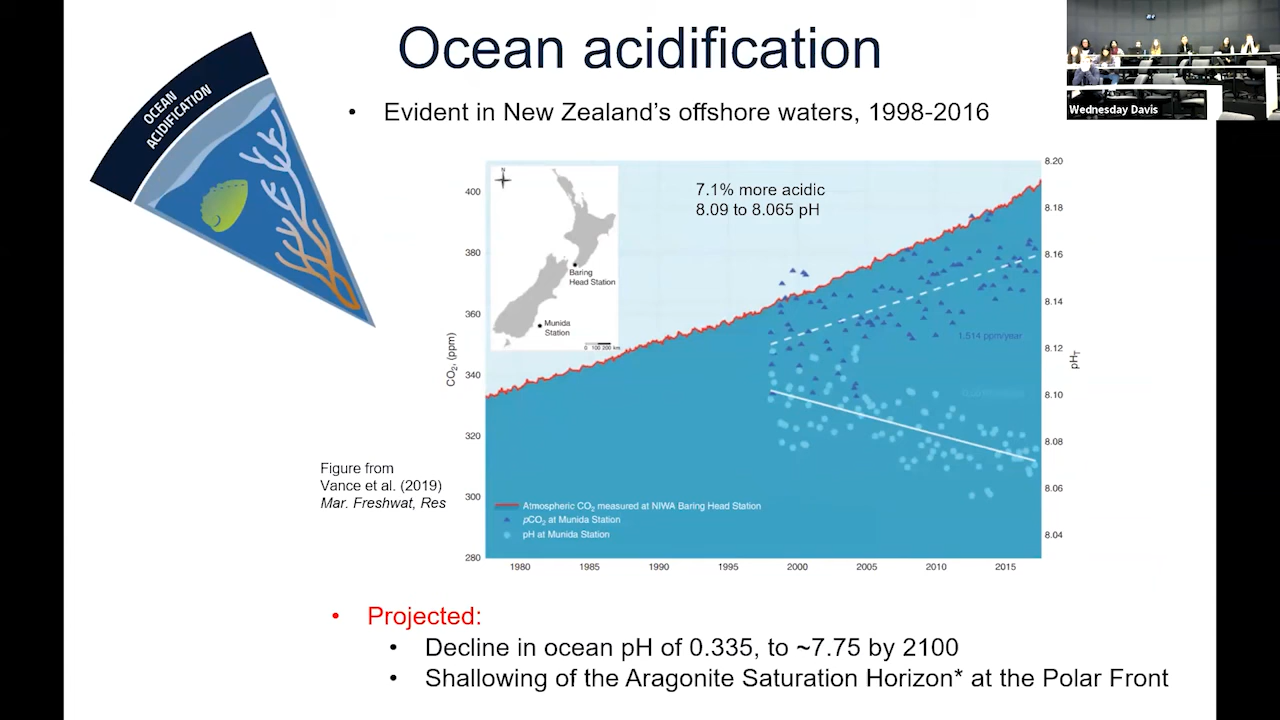 Ocean acidification
OCEAN
ACIDIFICATION
Wednesday Davis
• Evident in New Zealand's offshore waters, 1998-2016
7.1% more acidic
8.09 to 8.065 pH
N
Baring
Head Station
Munida
Station
0 100 200 km
CO₂, (ppm)
400
380
360
340
320
300
280
8.20
8.18
8.16
8.14
8.12
8.10
8.08
8.06
8.04
pHT
1.514 ppm/year
Atmospheric CO₂ measured at NIWA Baring Head Station
pCO₂ at Munida Station
pH at Munida Station
1980 1985 1990 1995 2000 2005 2010 2015
Figure from
Vance et al. (2019)
Mar. Freshwat, Res
• Projected:
• Decline in ocean pH of 0.335, to ~7.75 by 2100
• Shallowing of the Aragonite Saturation Horizon* at the Polar Front